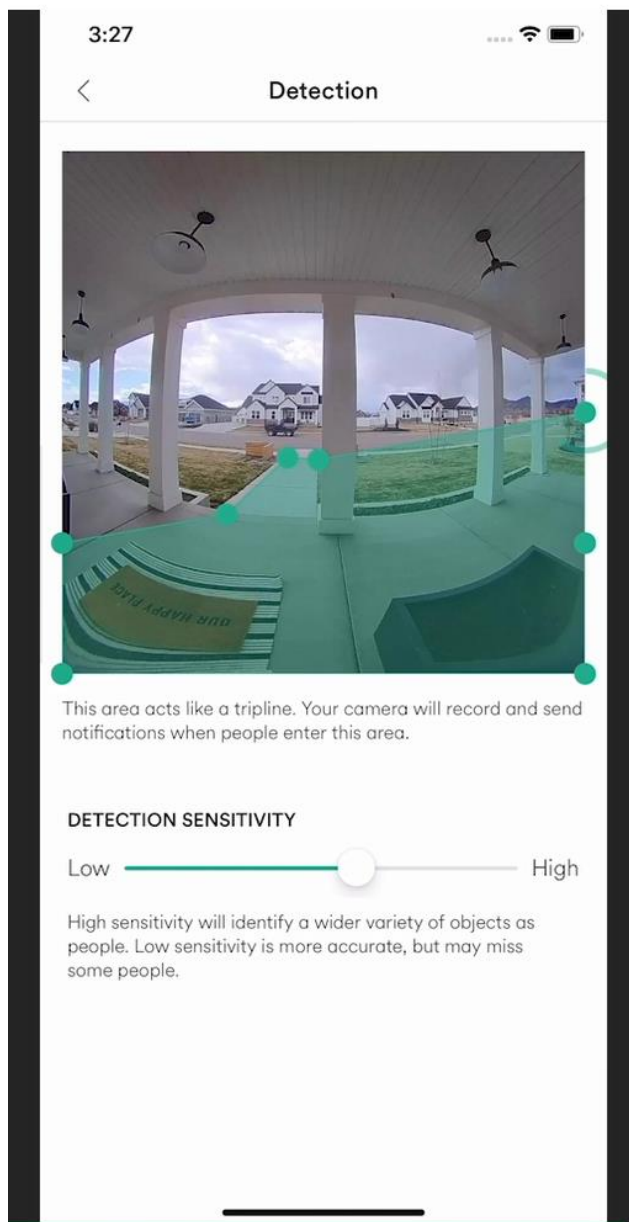 3:27
Detection
OUR HAPPY PLACE
This area acts like a tripline. Your camera will record and send
notifications when people enter this area.
DETECTION SENSITIVITY
Low
High
High sensitivity will identify a wider variety of objects as
people. Low sensitivity is more accurate, but may miss
some people.